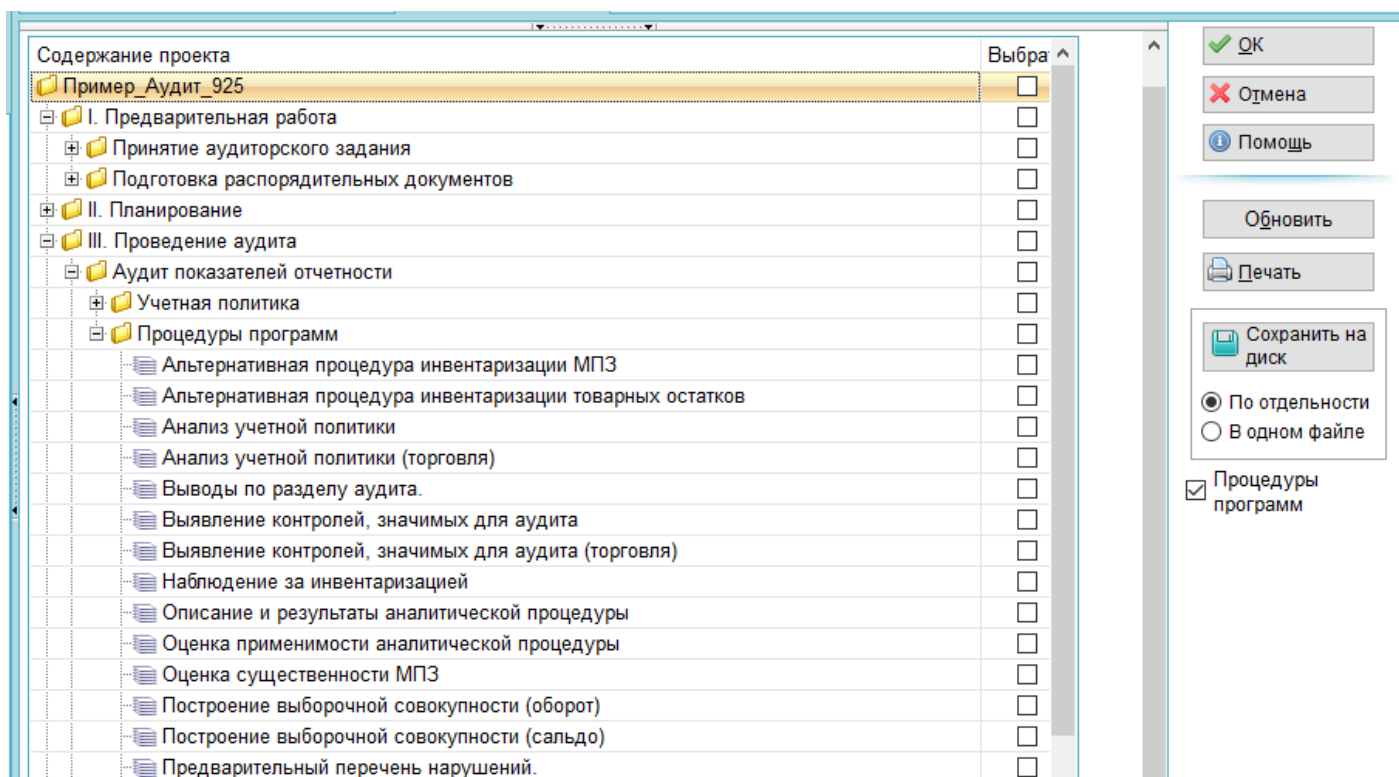 Содержание проекта
Выбра
Пример_Аудит_925
I. Предварительная работа
Принятие аудиторского задания
Подготовка распорядительных документов
II. Планирование
III. Проведение аудита
Аудит показателей отчетности
Учетная политика
Процедуры программ
Альтернативная процедура инвентаризации МПЗ
Альтернативная процедура инвентаризации товарных остатков
Анализ учетной политики
Анализ учетной политики (торговля)
Выводы по разделу аудита.
Выявление контролей, значимых для аудита
Выявление контролей, значимых для аудита (торговля)
Наблюдение за инвентаризацией
Описание и результаты аналитической процедуры
Оценка применимости аналитической процедуры
Оценка существенности МПЗ
Построение выборочной совокупности (оборот)
Построение выборочной совокупности (сальдо)
Предварительный перечень нарушений.
ОК
Отмена
Помощь
Обновить
Печать
Сохранить на
диск
По отдельности
В одном файле
Процедуры
программ